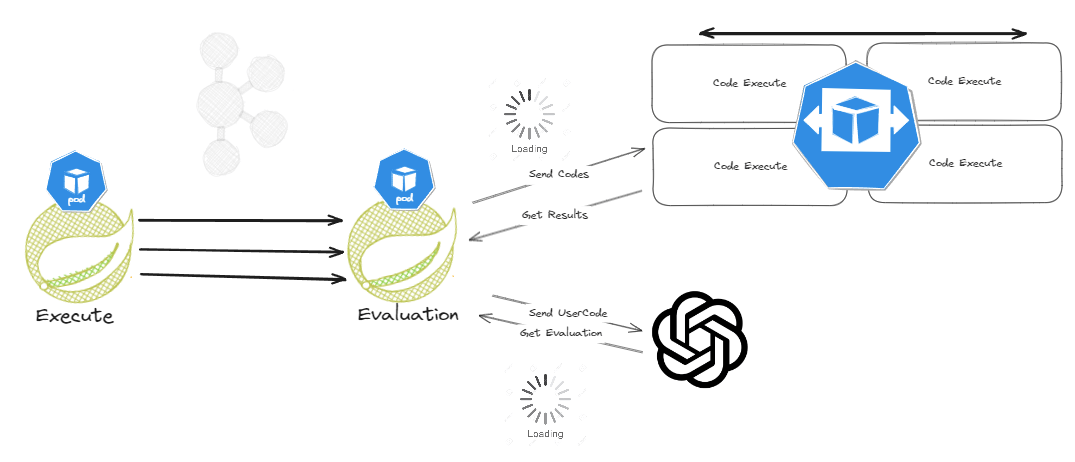 Code Execute
Code Execute
Loading
Code Execute
Code Execute
Send Codes
pod
pod
Get Results
Execute
Evaluation
Send UserCode
Get Evaluation
Loading